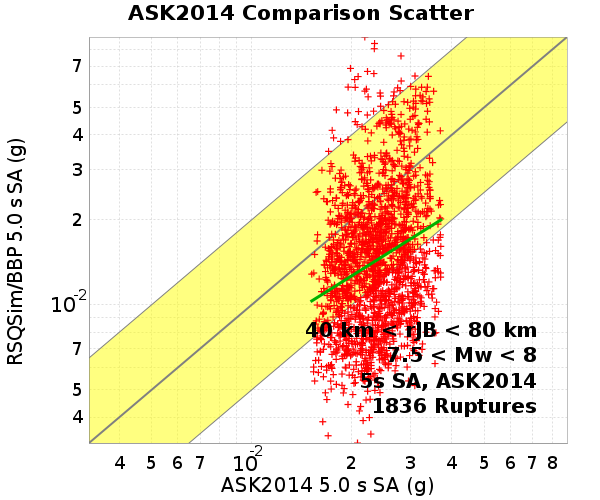 ASK2014 Comparison Scatter
RSQSim/BBP 5.0 s SA (g)
7
5
4
3
2
10-2
7
5
4
40 km < rJB < 80 km
7.5 < Mw < 8
5s SA, ASK2014
1836 Ruptures
4 5 6 7 10-2 2 3 4 5 6 7 8
ASK2014 5.0 s SA (g)